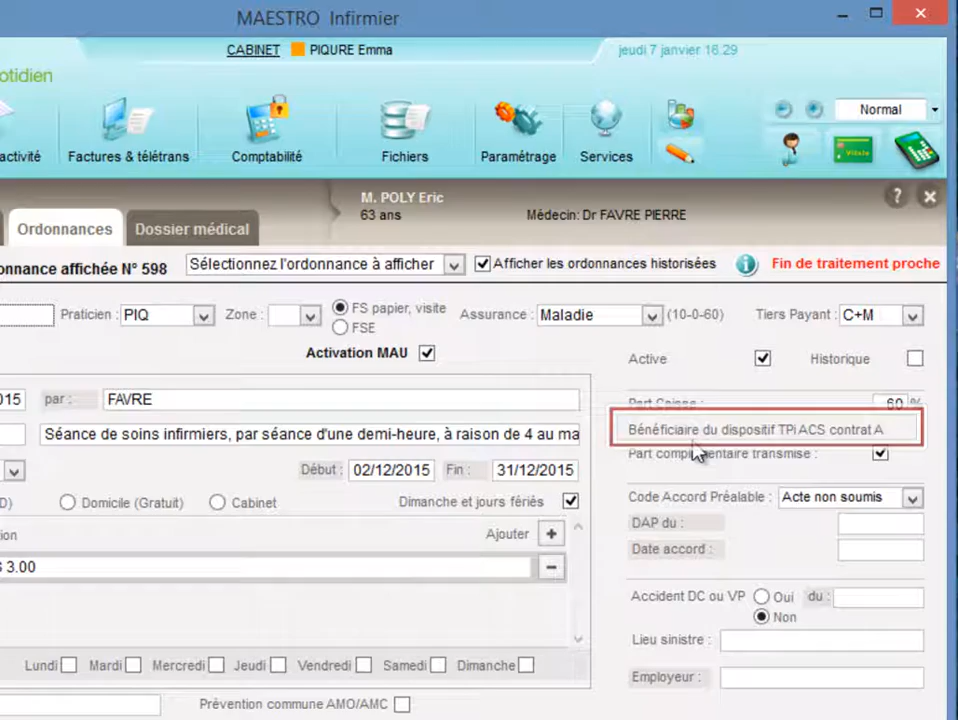 MAESTRO Infirmier
CABINET PIQURE Emma jeudi 7 janvier 16:29
otidien
Normal
activité Factures & télétrans Comptabilité Fichiers Paramétrage Services
Vitale
M. POLY Eric
63 ans Médecin: Dr FAVRE PIERRE
Ordonnances Dossier médical
onnance affichée N° 598 Sélectionnez l'ordonnance à afficher Afficher les ordonnances historisées Fin de traitement proche
Praticien : PIQ Zone : FS papier, visite Assurance : Maladie (10-0-60) Tiers Payant : C+M
FSE
Activation MAU Active Historique
015 par : FAVRE Part Caisse : 60 %
Bénéficiaire du dispositif TPi ACS contrat A
Séance de soins infirmiers, par séance d'une demi-heure, à raison de 4 au ma
Part complémentaire transmise :
Début : 02/12/2015 Fin : 31/12/2015
D) Domicile (Gratuit) Cabinet Dimanche et jours fériés Code Accord Préalable : Acte non soumis
DAP du :
ion Ajouter + Date accord :
S 3.00 –
Accident DC ou VP Oui du :
Non
Lieu sinistre :
Lundi Mardi Mercredi Jeudi Vendredi Samedi Dimanche
Employeur :
Prévention commune AMO/AMC